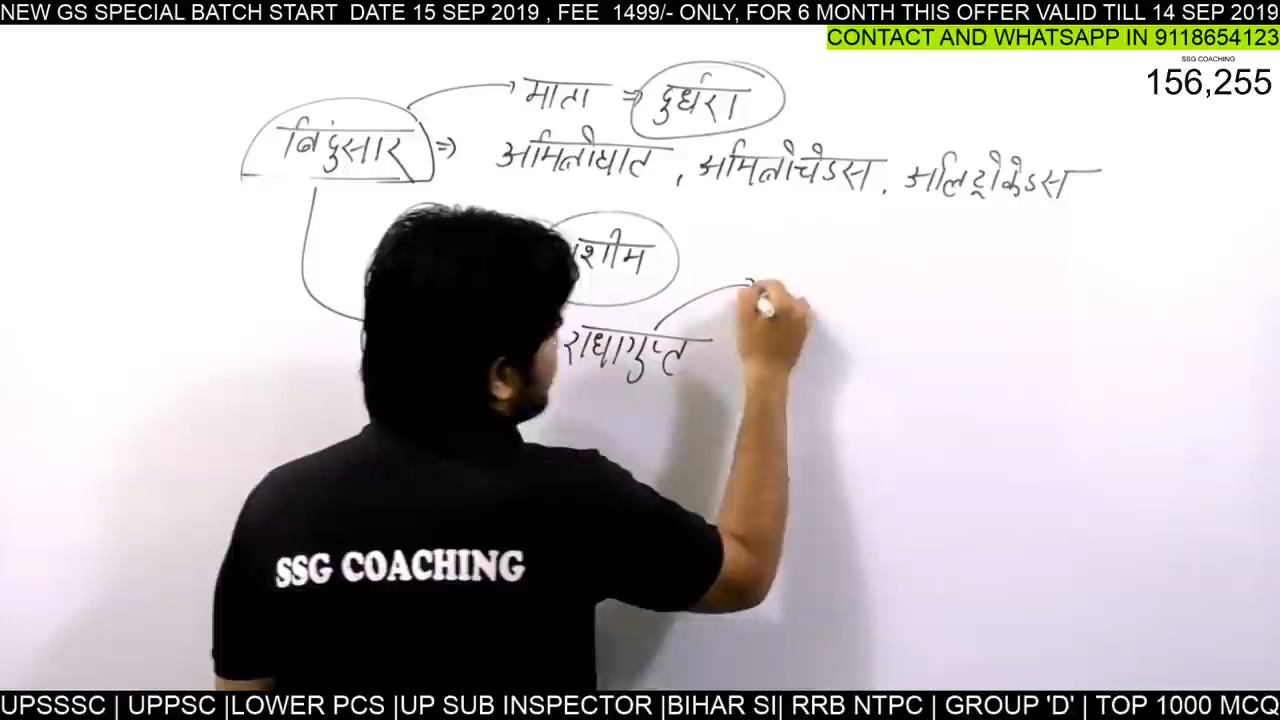 NEW GS SPECIAL BATCH START DATE 15 SEP 2019 , FEE 1499/- ONLY, FOR 6 MONTH THIS OFFER VALID TILL 14 SEP 2019
CONTACT AND WHATSAPP IN 9118654123
SSG COACHING
156,255
माता ⇒ दुर्धरा
बिंदुसार ⇒ अमितोघात , अमितोचेडस , अलिट्रोकेडस
शीम
राधागुप्त
SSG COACHING
UPSSSC | UPPSC |LOWER PCS |UP SUB INSPECTOR |BIHAR SI| RRB NTPC | GROUP 'D' | TOP 1000 MCQ